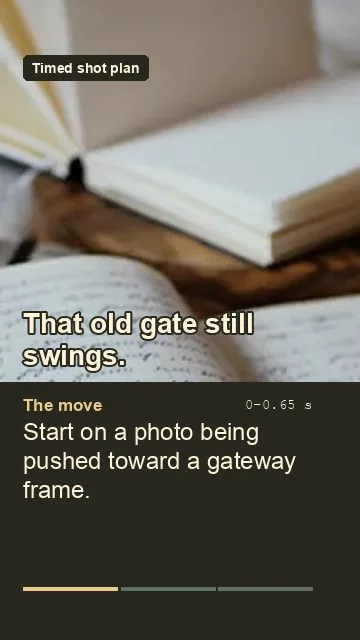 Timed shot plan
That old gate still
swings.
The move
0–0.65 s
Start on a photo being
pushed toward a gateway
frame.